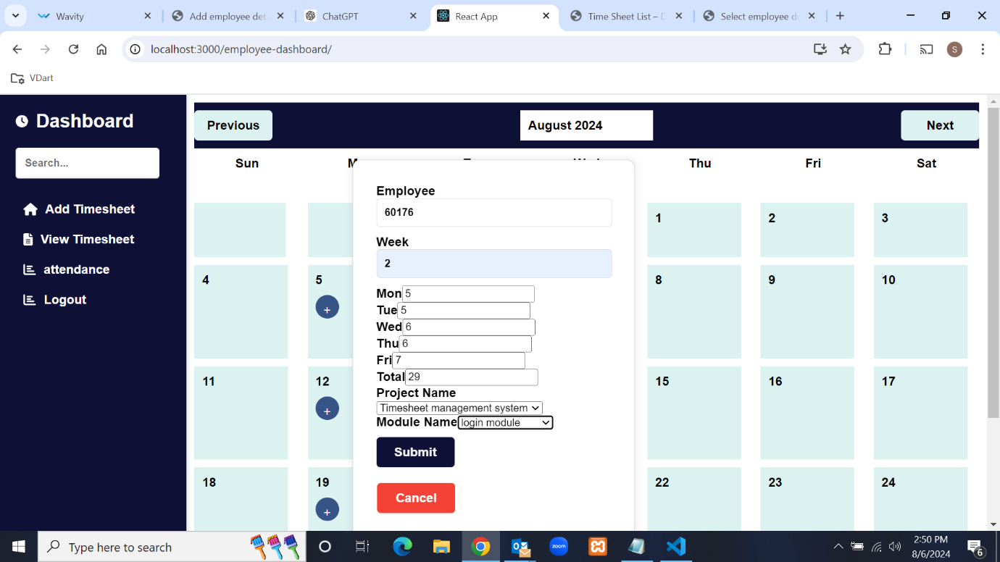 Wavity
Add employee det
ChatGPT
React App
Time Sheet List – D
Select employee d
localhost:3000/employee-dashboard/
S
VDart
Dashboard
Search...
Add Timesheet
View Timesheet
attendance
Logout
Previous
August 2024
Next
Sun
Thu
Fri
Sat
Employee
60176
Week
2
Mon 5
Tue 5
Wed 6
Thu 6
Fri 7
Total 29
Project Name
Timesheet management system
Module Name login module
Submit
Cancel
1 2 3
4 5 8 9 10
+
11 12 15 16 17
+
18 19 22 23 24
+
Type here to search
zoom
2:50 PM
8/6/2024
6